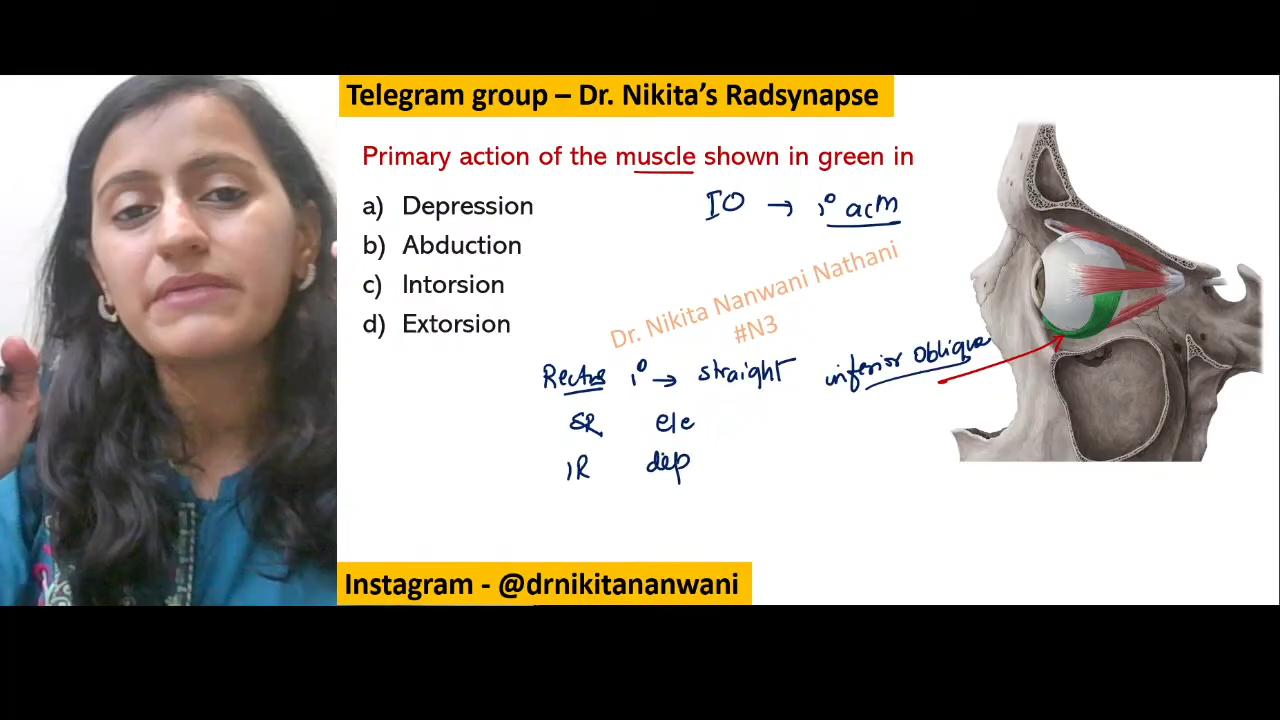 Telegram group – Dr. Nikita's Radsynapse
Primary action of the muscle shown in green in
a) Depression
b) Abduction
c) Intorsion
d) Extorsion
IO → 1° acn
Dr. Nikita Nanwani Nathani
#N3
Rectus 1° → straight
inferior oblique
SR ele
IR dep
Instagram - @drnikitananwani